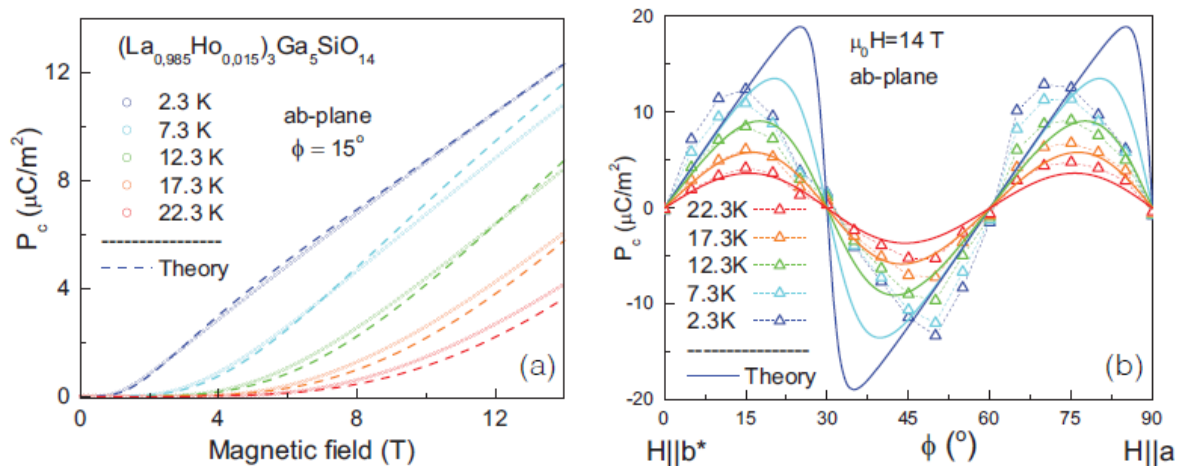 (La0,985Ho0,015)3Ga5SiO14
2.3 K
7.3 K
12.3 K
17.3 K
22.3 K
Theory
ab-plane
ϕ = 15°
(a)
12
8
4
0
Pc (μC/m²)
0 4 8 12
Magnetic field (T)
μ0H=14 T
ab-plane
22.3K
17.3K
12.3K
7.3K
2.3K
Theory
(b)
20
10
0
-10
-20
Pc (μC/m²)
0 15 30 45 60 75 90
H||b* ϕ (°) H||a